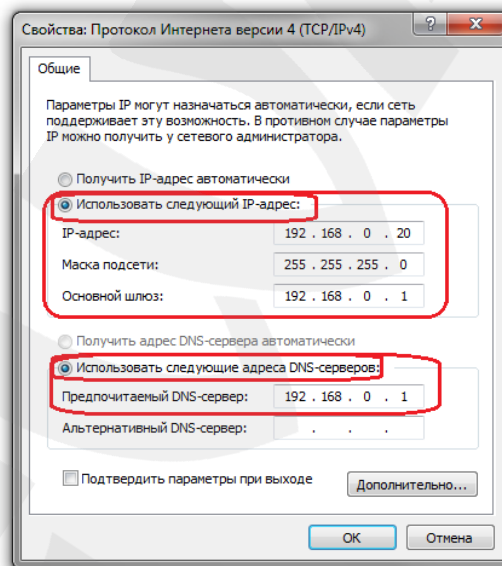 Свойства: Протокол Интернета версии 4 (TCP/IPv4)
Общие
Параметры IP могут назначаться автоматически, если сеть
поддерживает эту возможность. В противном случае параметры
IP можно получить у сетевого администратора.
Получить IP-адрес автоматически
Использовать следующий IP-адрес:
IP-адрес: 192 . 168 . 0 . 20
Маска подсети: 255 . 255 . 255 . 0
Основной шлюз: 192 . 168 . 0 . 1
Получить адрес DNS-сервера автоматически
Использовать следующие адреса DNS-серверов:
Предпочитаемый DNS-сервер: 192 . 168 . 0 . 1
Альтернативный DNS-сервер: . . .
Подтвердить параметры при выходе
Дополнительно...
OK Отмена